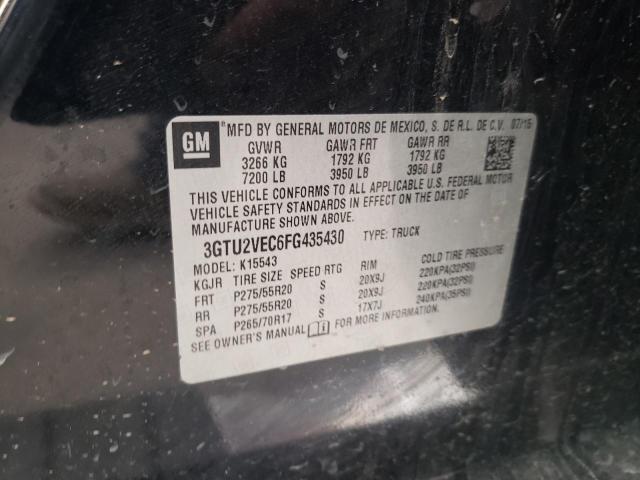 GM
*MFD BY GENERAL MOTORS DE MEXICO, S. DE R.L. DE C.V. 07/15
GVWR GAWR FRT GAWR RR
3266 KG 1792 KG 1792 KG
7200 LB 3950 LB 3950 LB
THIS VEHICLE CONFORMS TO ALL APPLICABLE U.S. FEDERAL MOTOR
VEHICLE SAFETY STANDARDS IN EFFECT ON THE DATE OF
MANUFACTURE SHOWN ABOVE.
3GTU2VEC6FG435430 TYPE: TRUCK
MODEL: K15543
KGJR TIRE SIZE SPEED RTG RIM COLD TIRE PRESSURE
FRT P275/55R20 S 20X9J 220KPA(32PSI)
RR P275/55R20 S 20X9J 220KPA(32PSI)
SPA P265/70R17 S 17X7J 240KPA(35PSI)
SEE OWNER'S MANUAL FOR MORE INFORMATION.